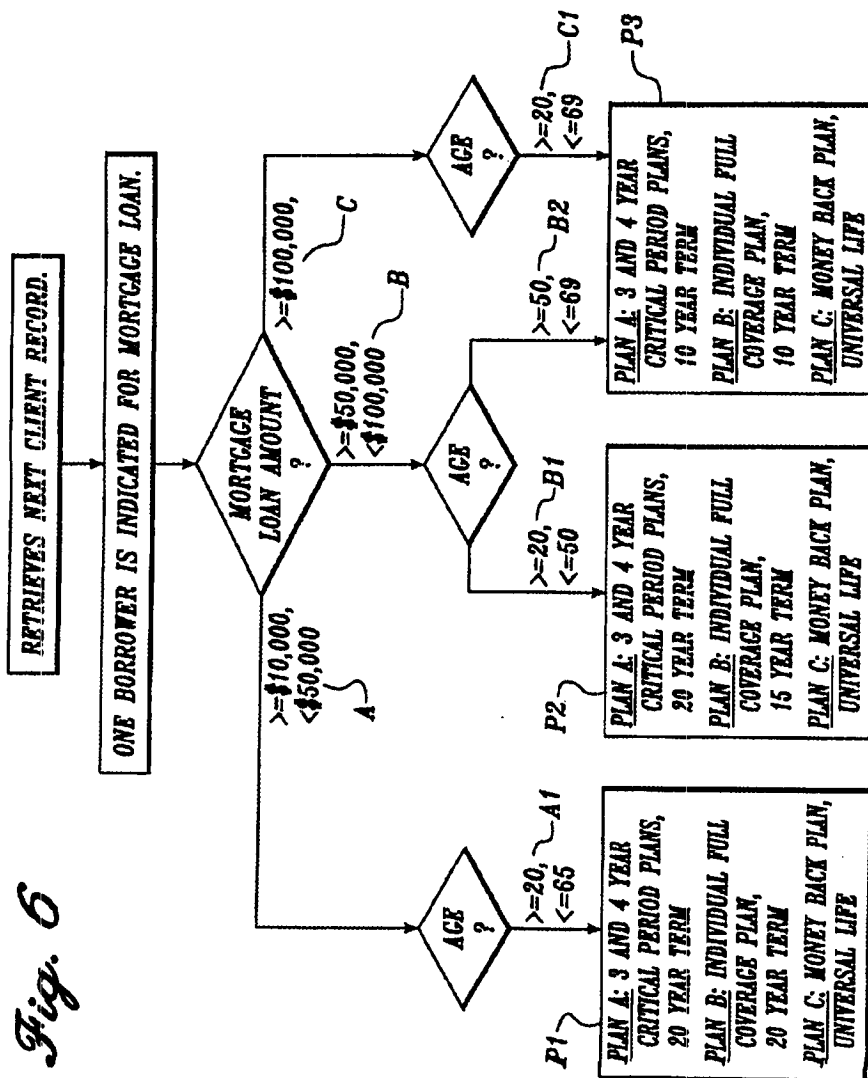 Fig. 6
RETRIEVES NEXT CLIENT RECORD.
ONE BORROWER IS INDICATED FOR MORTGAGE LOAN.
MORTGAGE
LOAN AMOUNT
?
>=$10,000,
<$50,000
A
>=$50,000,
<$100,000
B
>=$100,000,
C
AGE
?
>=20,
<=65
A1
AGE
?
>=20,
<=50
B1
>=50,
<=69
B2
AGE
?
>=20,
<=69
C1
P1
PLAN A: 3 AND 4 YEAR
CRITICAL PERIOD PLANS,
20 YEAR TERM
PLAN B: INDIVIDUAL FULL
COVERAGE PLAN,
20 YEAR TERM
PLAN C: MONEY BACK PLAN,
UNIVERSAL LIFE
P2
PLAN A: 3 AND 4 YEAR
CRITICAL PERIOD PLANS,
20 YEAR TERM
PLAN B: INDIVIDUAL FULL
COVERAGE PLAN,
15 YEAR TERM
PLAN C: MONEY BACK PLAN,
UNIVERSAL LIFE
P3
PLAN A: 3 AND 4 YEAR
CRITICAL PERIOD PLANS,
10 YEAR TERM
PLAN B: INDIVIDUAL FULL
COVERAGE PLAN,
10 YEAR TERM
PLAN C: MONEY BACK PLAN,
UNIVERSAL LIFE